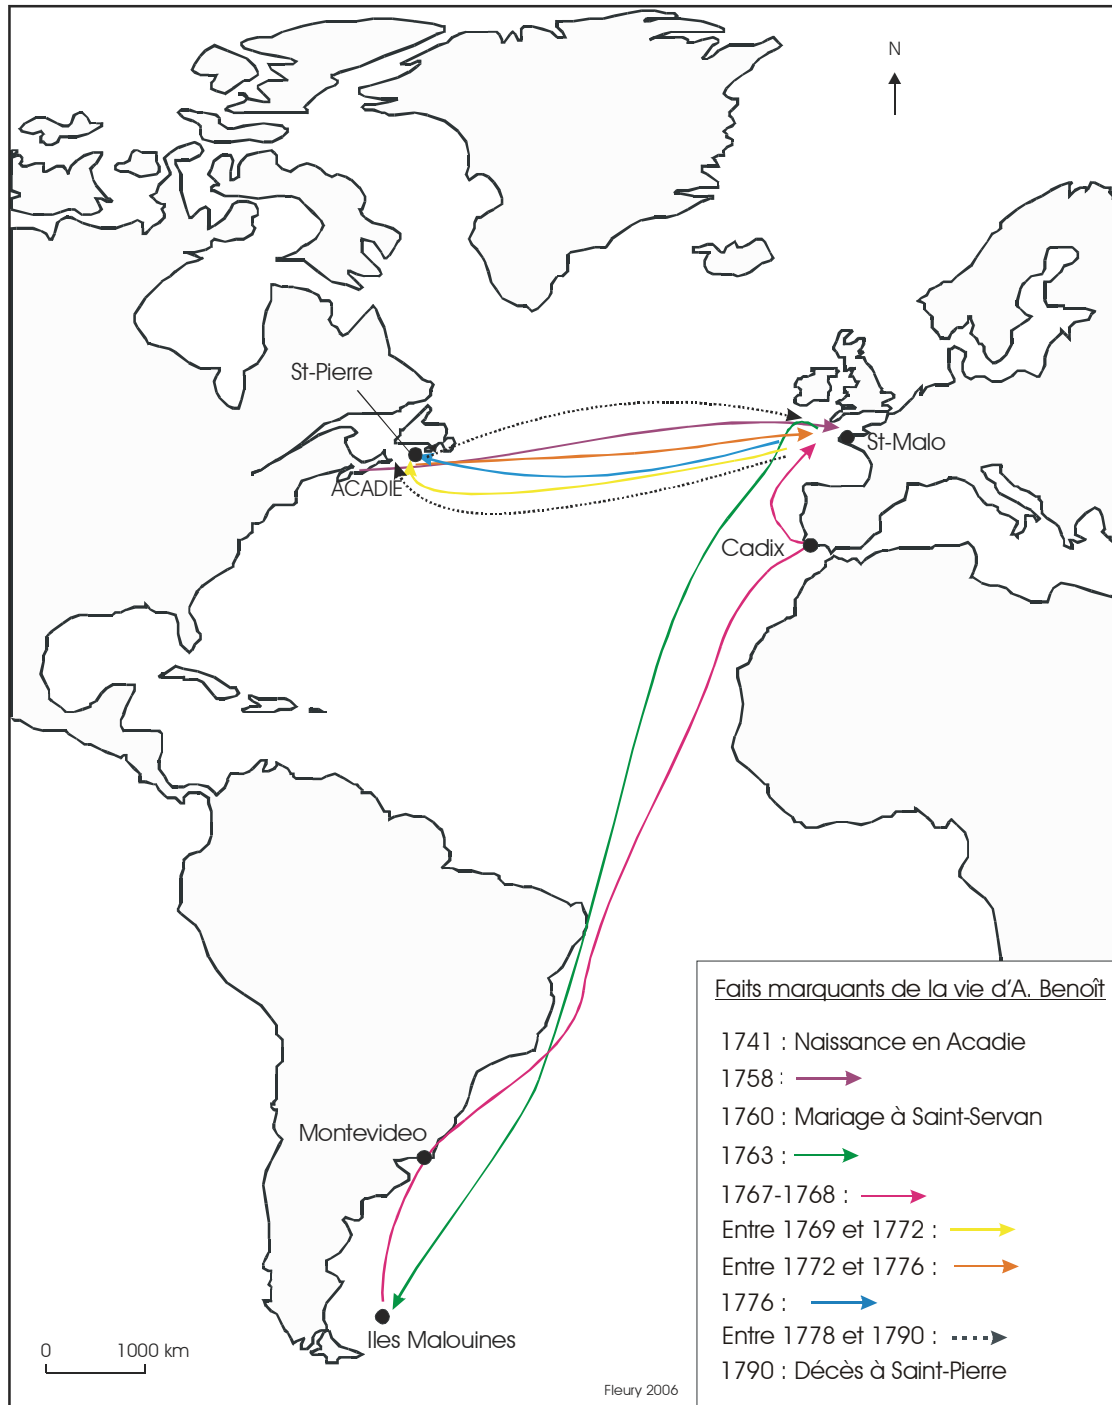 N
St-Pierre
St-Malo
ACADIE
Cadix
Montevideo
Iles Malouines
0 1000 km
Fleury 2006
Faits marquants de la vie d'A. Benoît
1741 : Naissance en Acadie
1758 :
1760 : Mariage à Saint-Servan
1763 :
1767-1768 :
Entre 1769 et 1772 :
Entre 1772 et 1776 :
1776 :
Entre 1778 et 1790 :
1790 : Décès à Saint-Pierre